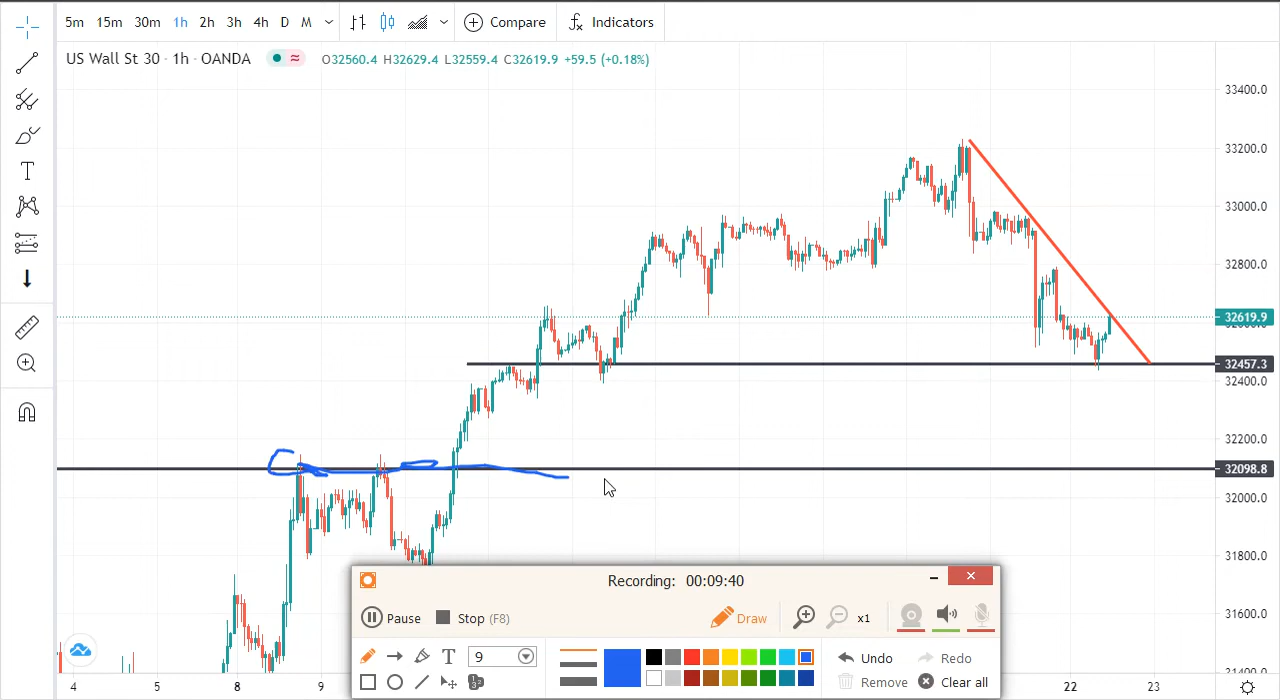 5m 15m 30m 1h 2h 3h 4h D M Compare Indicators
US Wall St 30 · 1h · OANDA O32560.4 H32629.4 L32559.4 C32619.9 +59.5 (+0.18%)
33400.0
33200.0
33000.0
32800.0
32619.9
32457.3
32400.0
32200.0
32098.8
32000.0
31800.0
31600.0
4 5 8 9 22 23
Recording: 00:09:40
Pause Stop (F8) Draw x1
T 9 Undo Redo
Remove Clear all